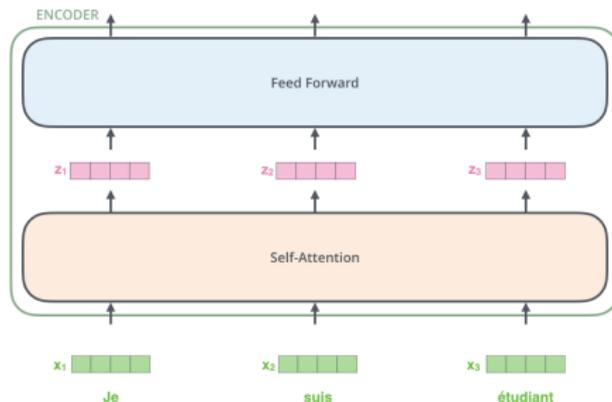 ENCODER
Feed Forward
z₁ z₂ z₃
Self-Attention
x₁ x₂ x₃
Je suis étudiant